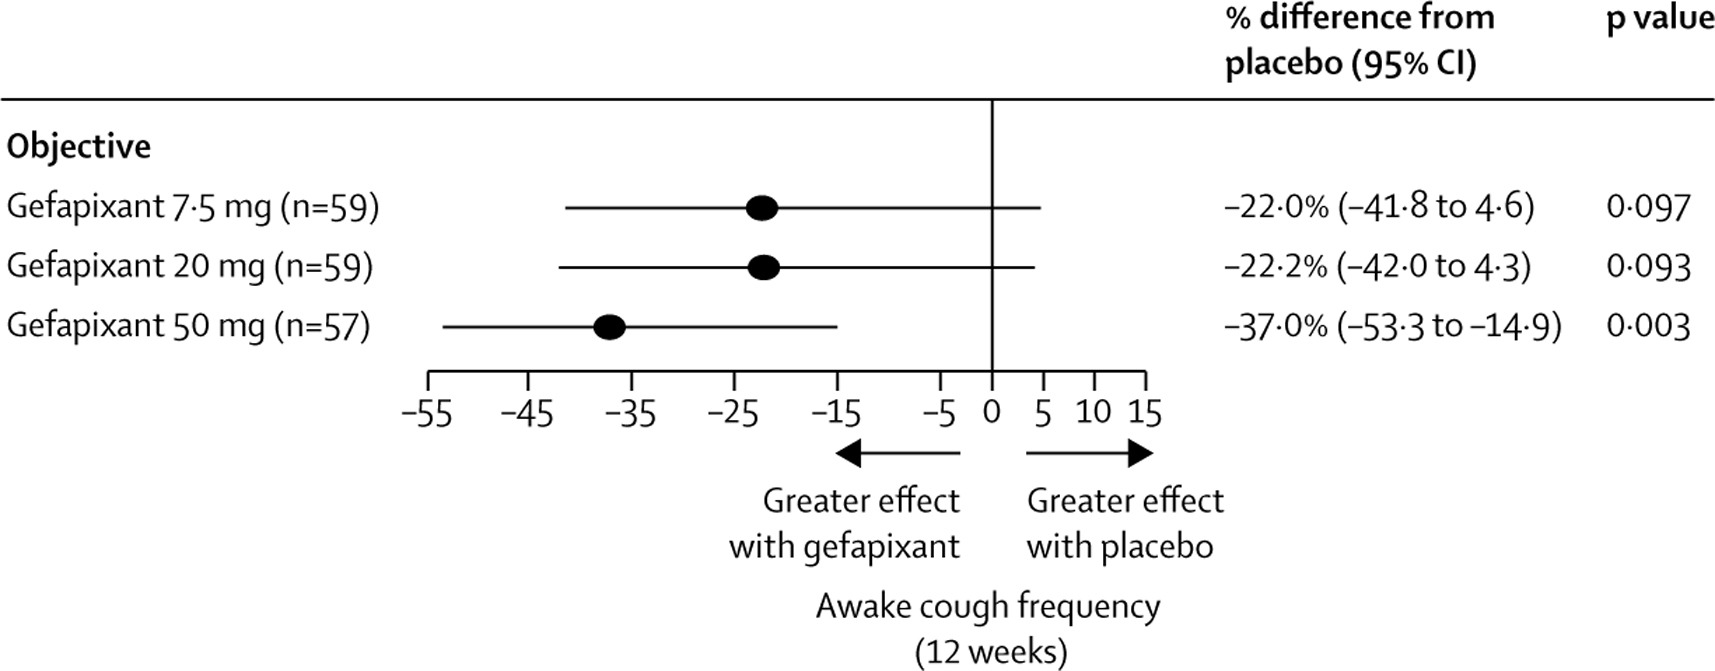 % difference from
placebo (95% CI)
p value
Objective
Gefapixant 7·5 mg (n=59) –22·0% (–41·8 to 4·6) 0·097
Gefapixant 20 mg (n=59) –22·2% (–42·0 to 4·3) 0·093
Gefapixant 50 mg (n=57) –37·0% (–53·3 to –14·9) 0·003
–55 –45 –35 –25 –15 –5 0 5 10 15
Greater effect
with gefapixant
Greater effect
with placebo
Awake cough frequency
(12 weeks)